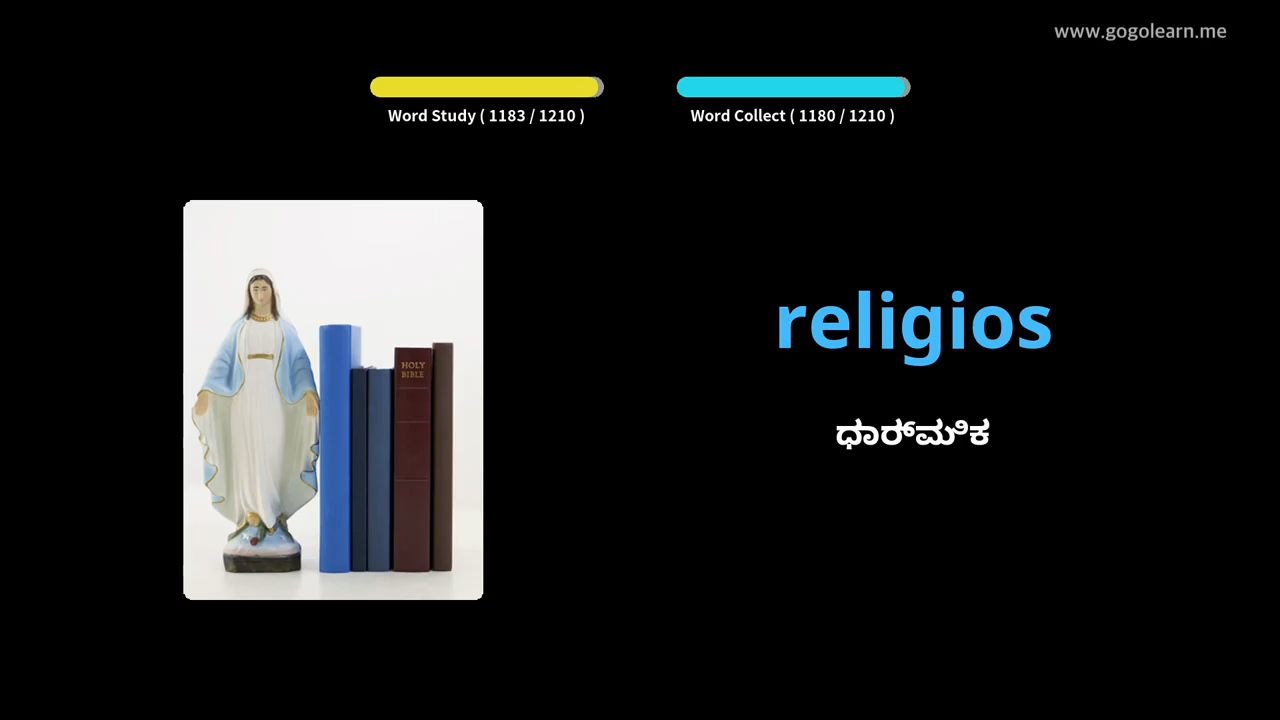 www.gogolearn.me
Word Study ( 1183 / 1210 )
Word Collect ( 1180 / 1210 )
HOLY
BIBLE
religios
ಧಾರ್ಮಿಕ